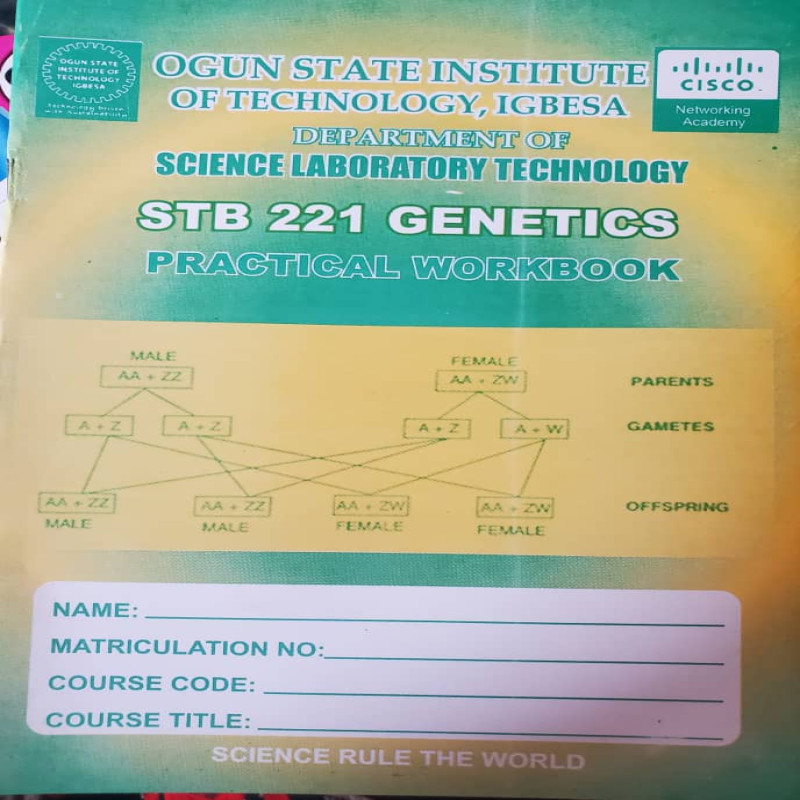 OGUN STATE
INSTITUTE OF
TECHNOLOGY
IGBESA
OGUN STATE INSTITUTE
OF TECHNOLOGY, IGBESA
CISCO
Networking
Academy
DEPARTMENT OF
SCIENCE LABORATORY TECHNOLOGY
STB 221 GENETICS
PRACTICAL WORKBOOK
MALE FEMALE
AA + ZZ AA + ZW PARENTS
A + Z A + Z A + Z A + W GAMETES
AA + ZZ AA + ZZ AA + ZW AA + ZW OFFSPRING
MALE MALE FEMALE FEMALE
NAME:
MATRICULATION NO:
COURSE CODE:
COURSE TITLE:
SCIENCE RULE THE WORLD